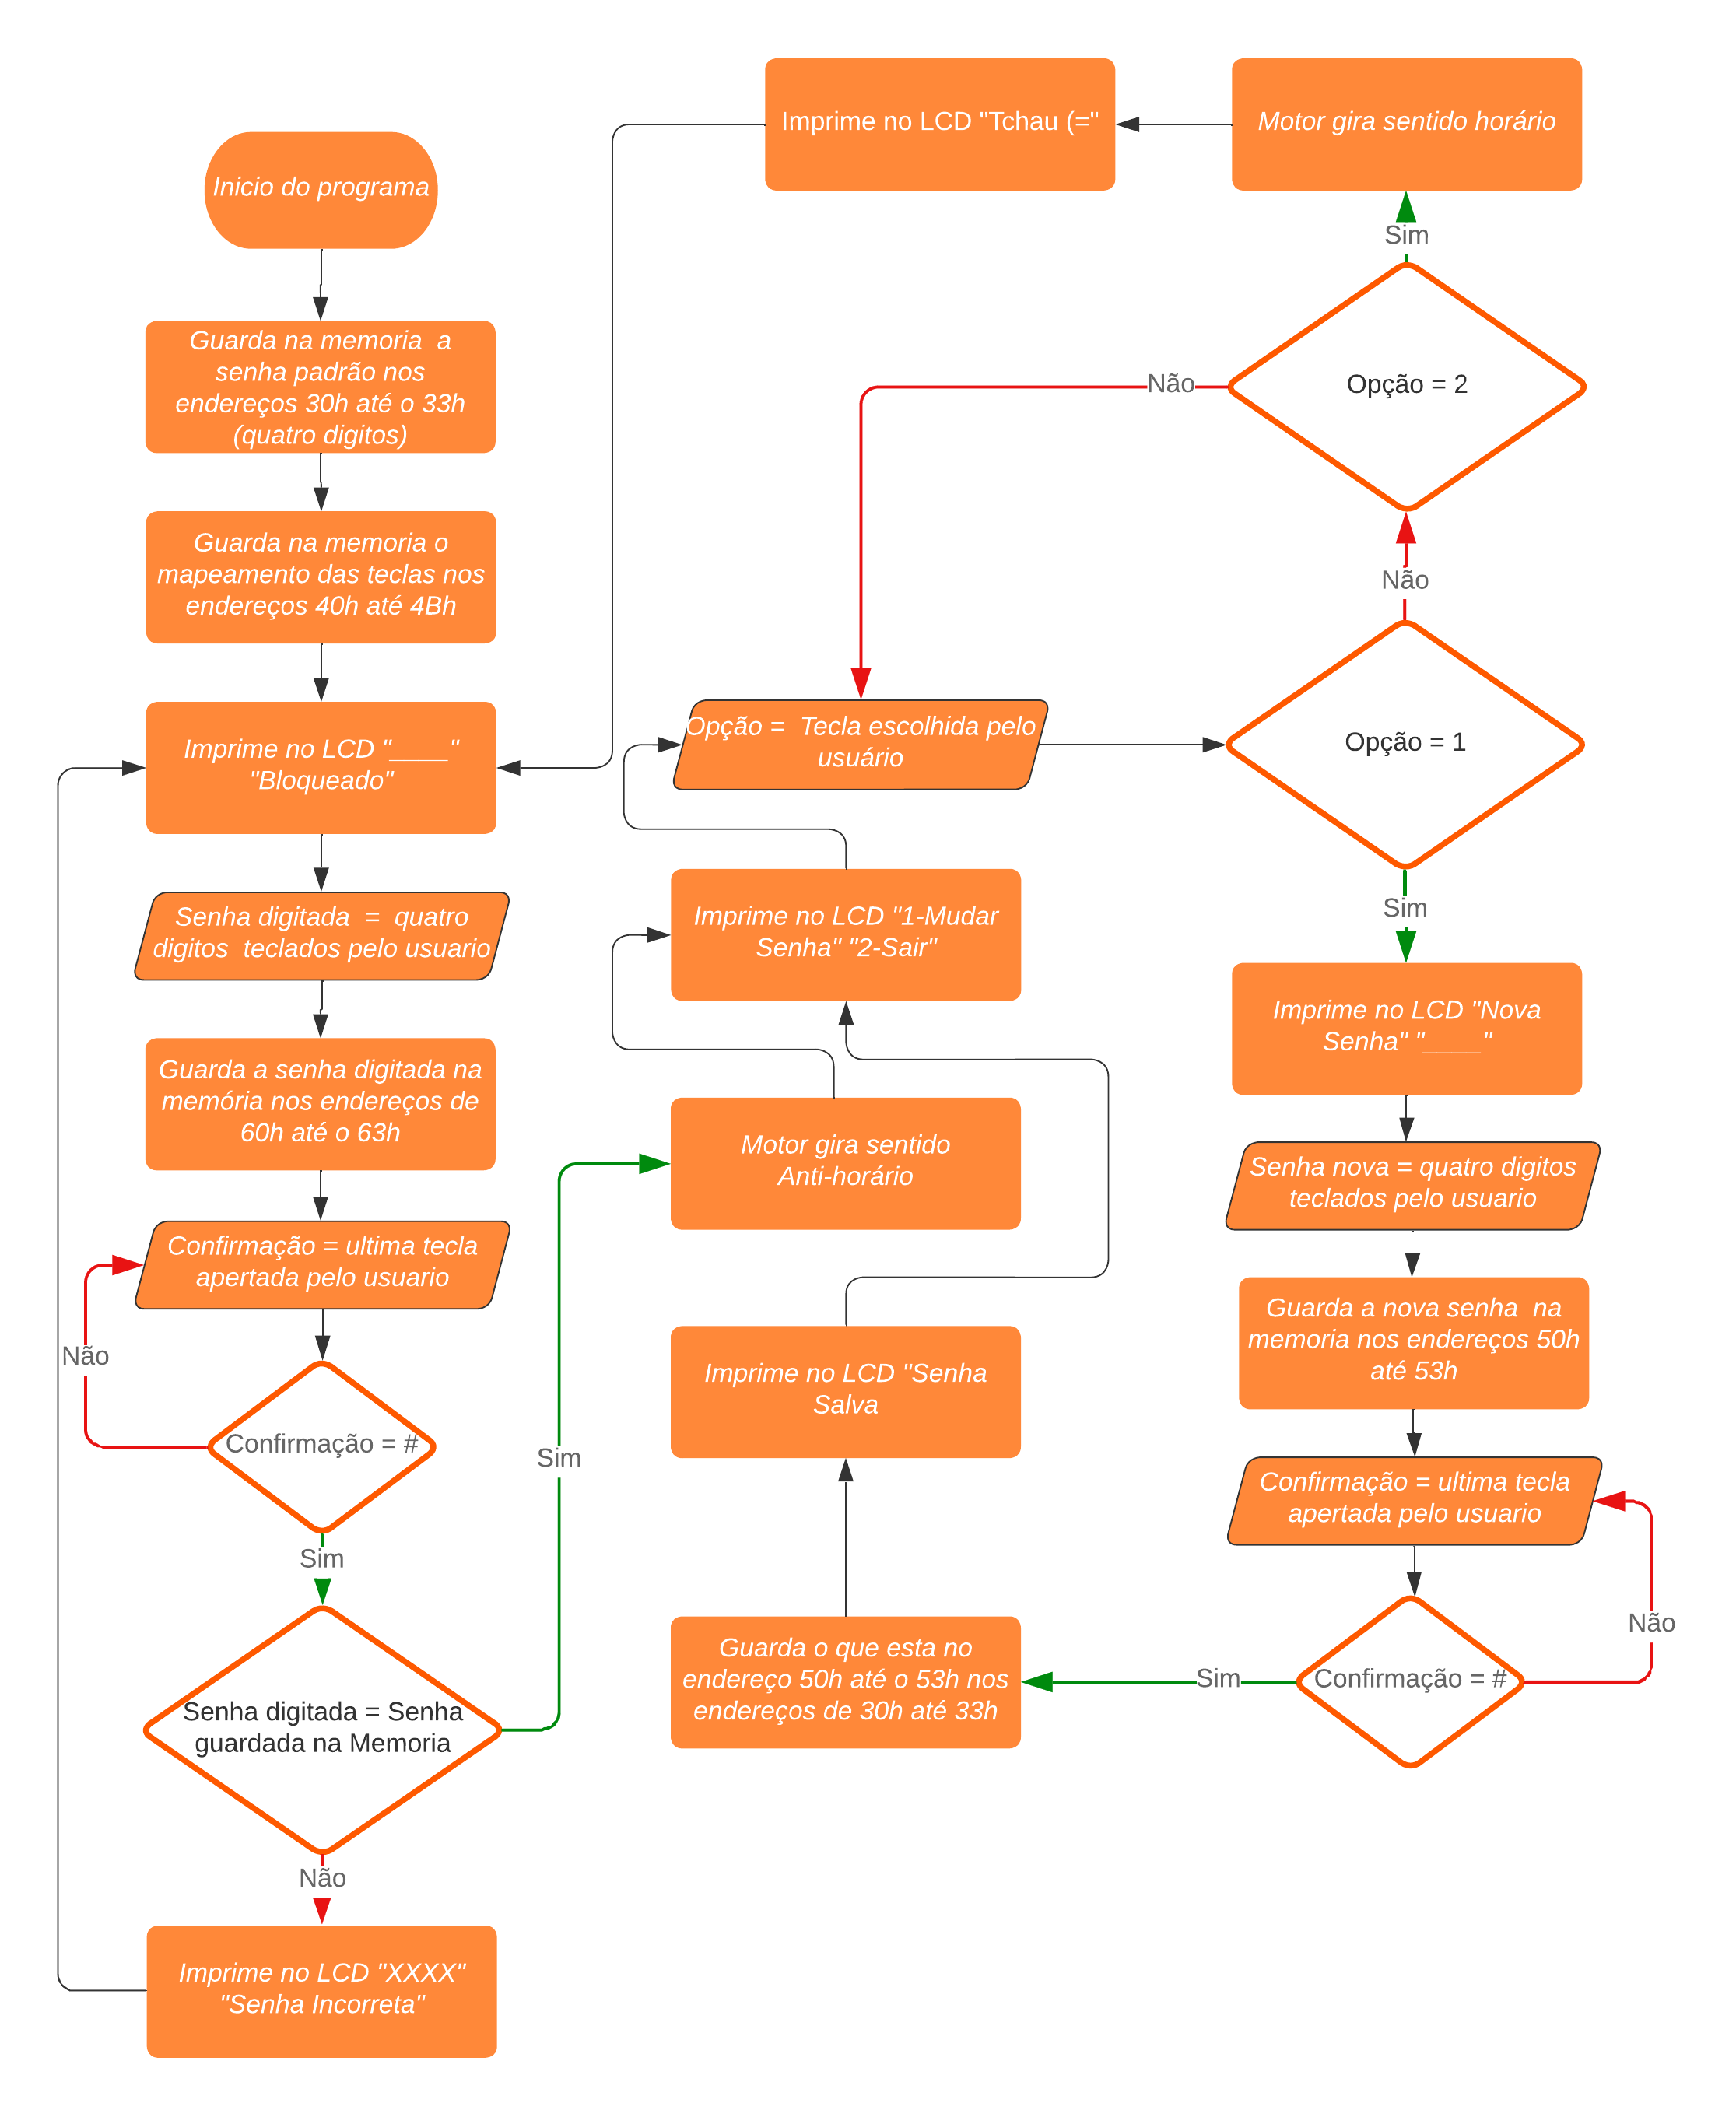 Inicio do programa
Guarda na memoria  a
senha padrão nos
endereços 30h até o 33h
(quatro digitos)
Guarda na memoria o
mapeamento das teclas nos
endereços 40h até 4Bh
Imprime no LCD "____"
"Bloqueado"
Senha digitada  =  quatro
digitos  teclados pelo usuario
Guarda a senha digitada na
memória nos endereços de
60h até o 63h
Confirmação = ultima tecla
apertada pelo usuario
Não
Confirmação = #
Sim
Senha digitada = Senha
guardada na Memoria
Não
Imprime no LCD "XXXX"
"Senha Incorreta"
Sim
Motor gira sentido
Anti-horário
Imprime no LCD "1-Mudar
Senha" "2-Sair"
Opção =  Tecla escolhida pelo
usuário
Opção = 1
Não
Opção = 2
Não
Sim
Motor gira sentido horário
Imprime no LCD "Tchau (="
Sim
Imprime no LCD "Nova
Senha" "____"
Senha nova = quatro digitos
teclados pelo usuario
Guarda a nova senha  na
memoria nos endereços 50h
até 53h
Confirmação = ultima tecla
apertada pelo usuario
Não
Confirmação = #
Sim
Guarda o que esta no
endereço 50h até o 53h nos
endereços de 30h até 33h
Imprime no LCD "Senha
Salva